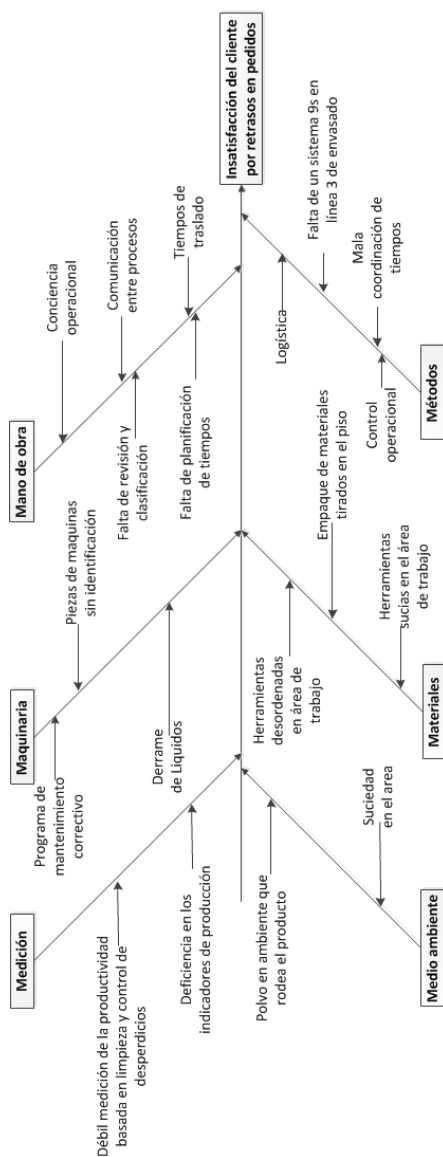 Medición
Débil medición de la productividad
basada en limpieza y control de
desperdicios
Deficiencia en los
indicadores de producción
Maquinaria
Programa de
mantenimiento
correctivo
Piezas de maquinas
sin identificación
Derrame
de Liquidos
Mano de obra
Conciencia
operacional
Comunicación
entre procesos
Falta de revisión y
clasificación
Tiempos de
traslado
Falta de planificación
de tiempos
Insatisfacción del cliente
por retrasos en pedidos
Polvo en ambiente que
rodea el producto
Suciedad
en el area
Medio ambiente
Herramientas
desordenadas
en área de
trabajo
Empaque de materiales
tirados en el piso
Herramientas
sucias en el área
de trabajo
Materiales
Logística
Falta de un sistema 9s en
línea 3 de envasado
Mala
coordinación de
tiempos
Control
operacional
Métodos